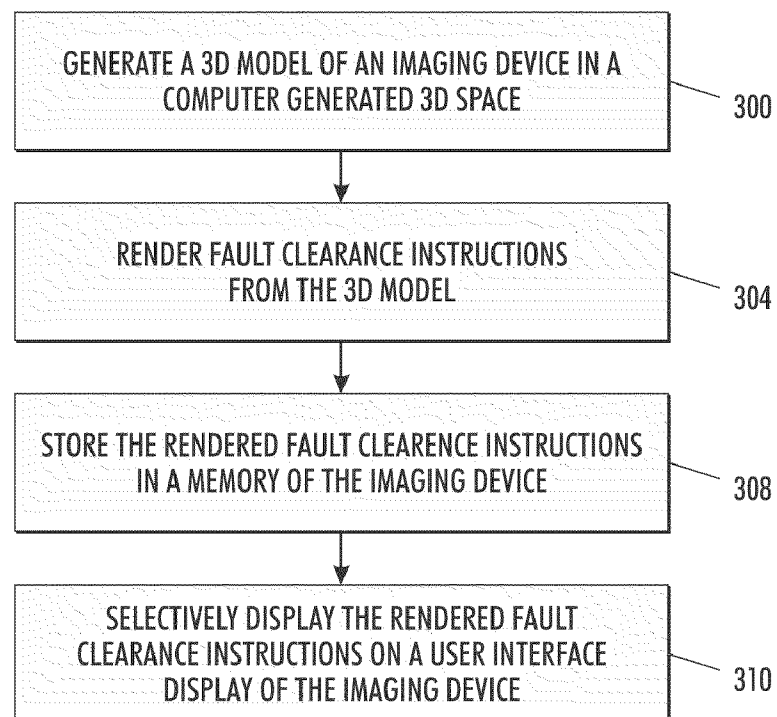 GENERATE A 3D MODEL OF AN IMAGING DEVICE IN A
COMPUTER GENERATED 3D SPACE
300
RENDER FAULT CLEARANCE INSTRUCTIONS
FROM THE 3D MODEL
304
STORE THE RENDERED FAULT CLEARENCE INSTRUCTIONS
IN A MEMORY OF THE IMAGING DEVICE
308
SELECTIVELY DISPLAY THE RENDERED FAULT
CLEARANCE INSTRUCTIONS ON A USER INTERFACE
DISPLAY OF THE IMAGING DEVICE
310